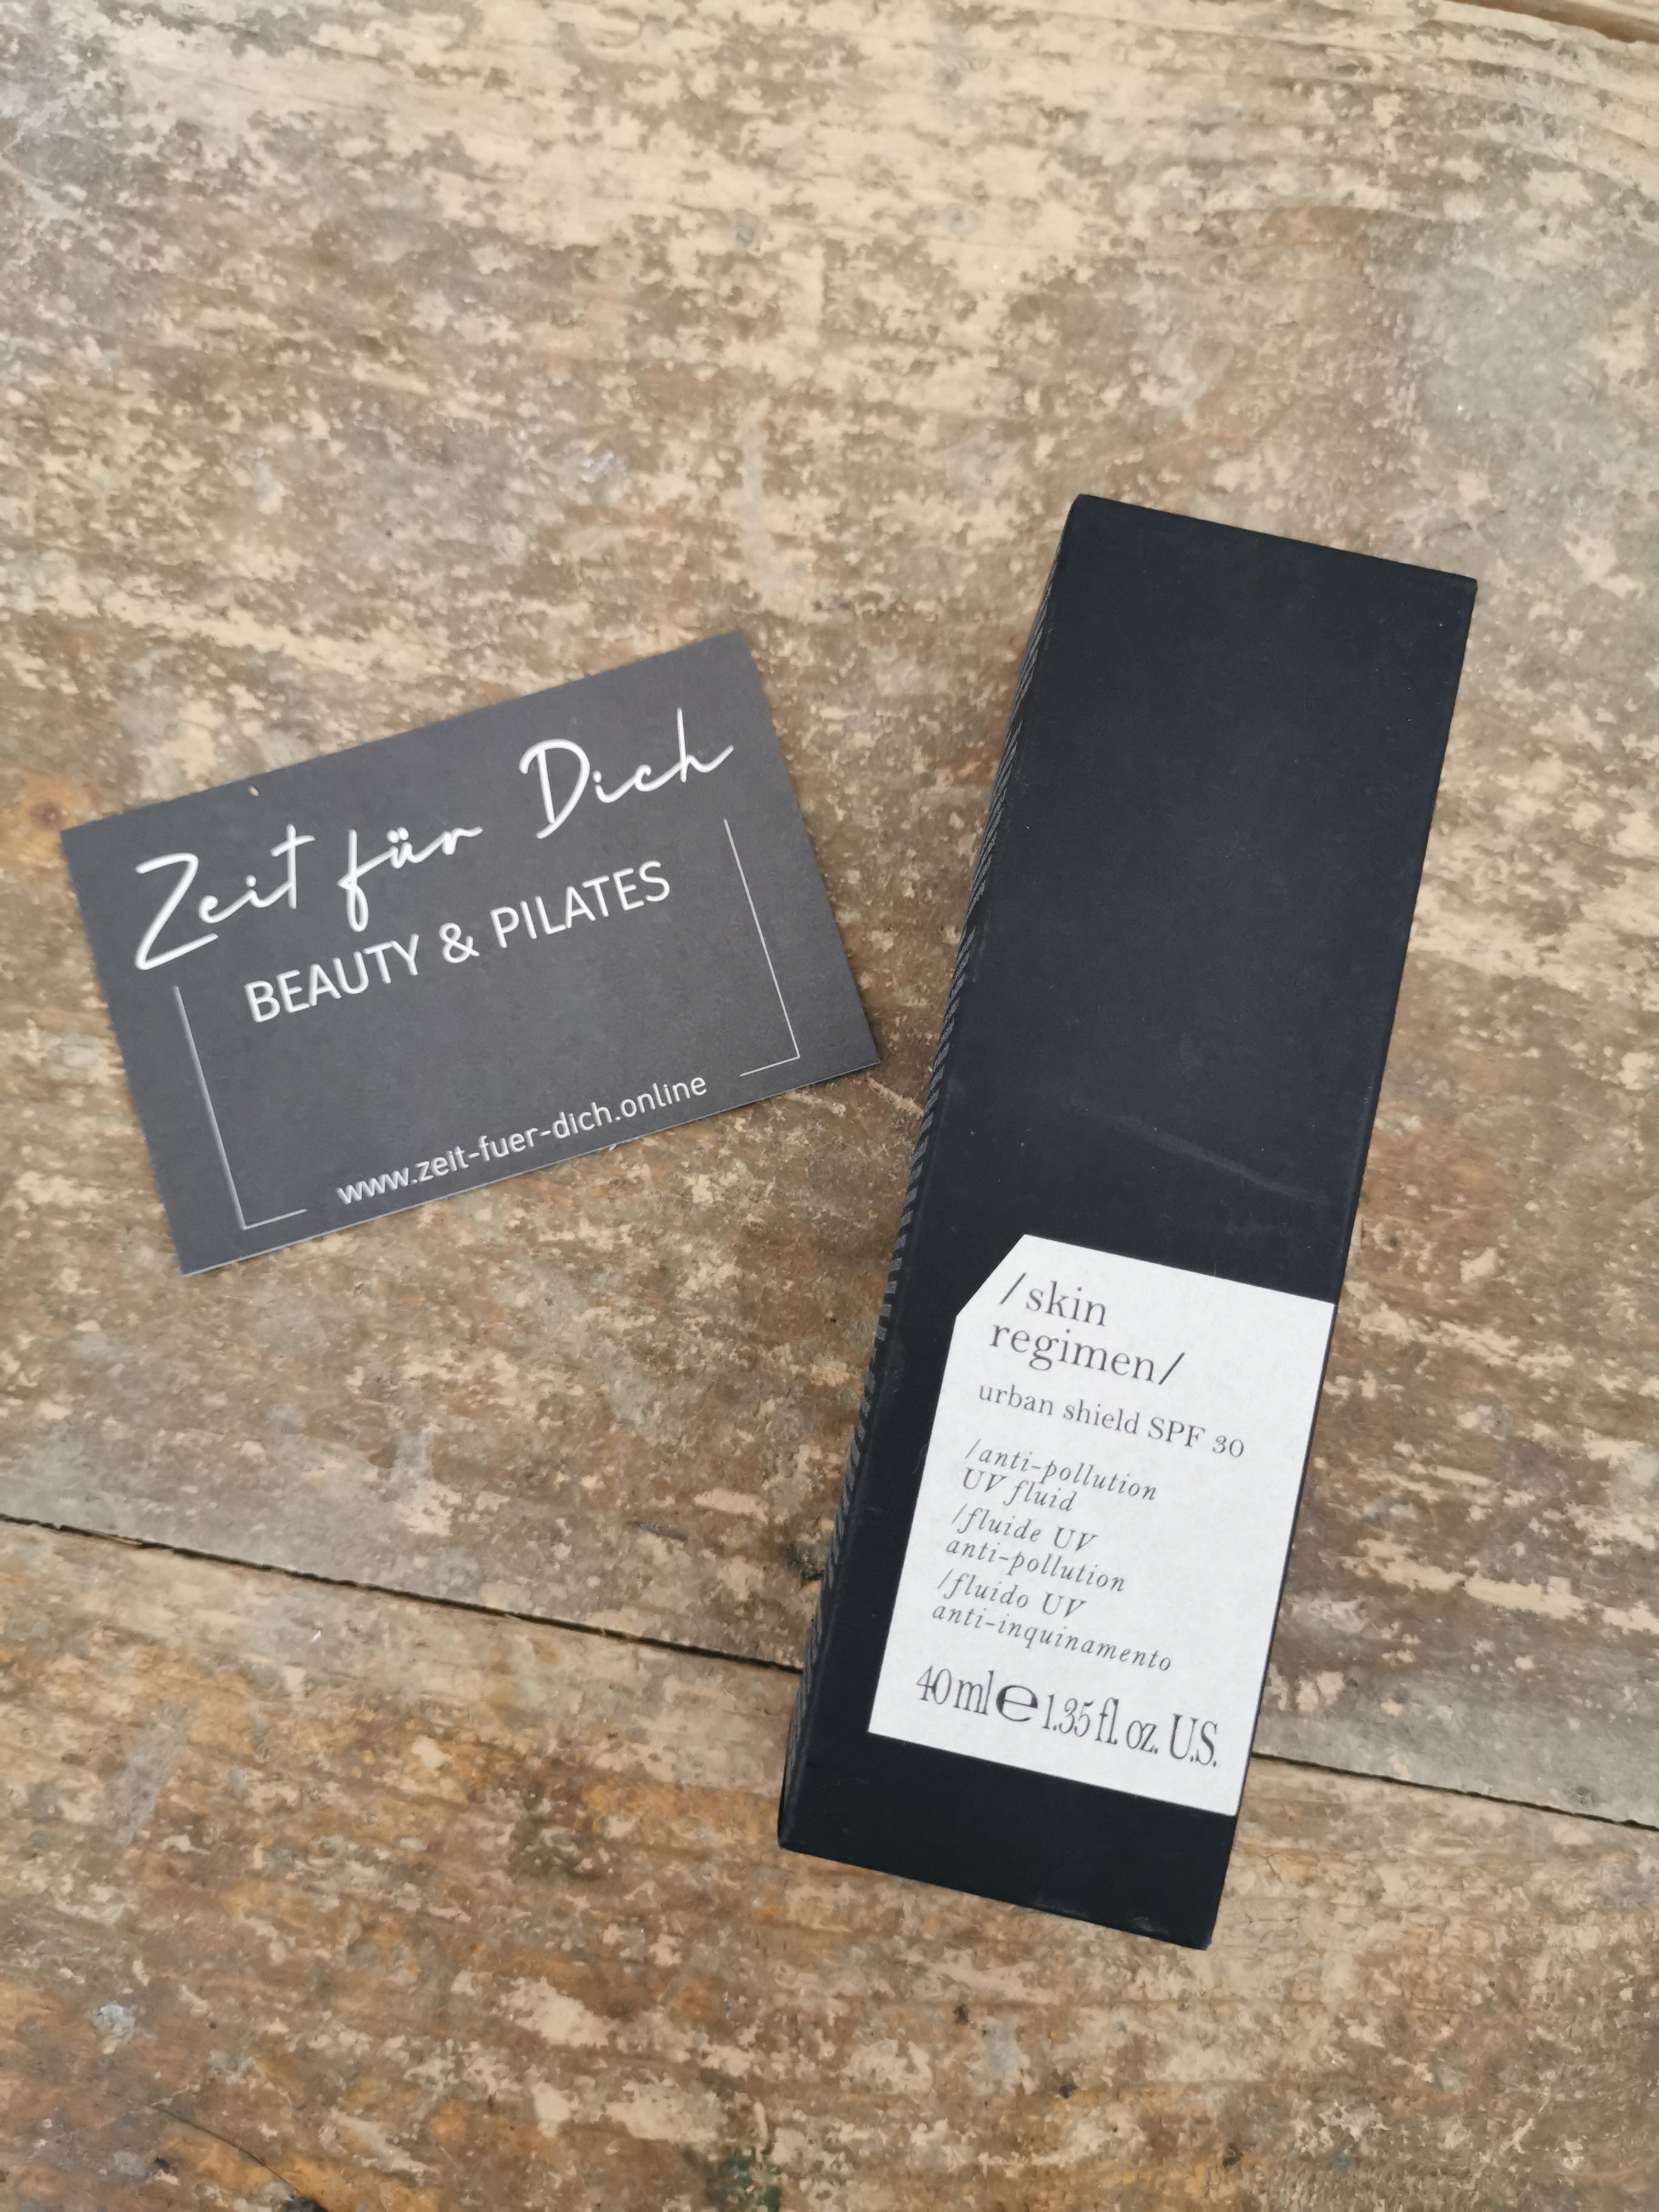 Zeit für Dich
BEAUTY & PILATES
www.zeit-fuer-dich.online
/skin
regimen/
urban shield SPF 30
/anti-pollution
UV fluid
/fluide UV
anti-pollution
/fluido UV
anti-inquinamento
40 ml ℮ 1.35 fl. oz. U.S.